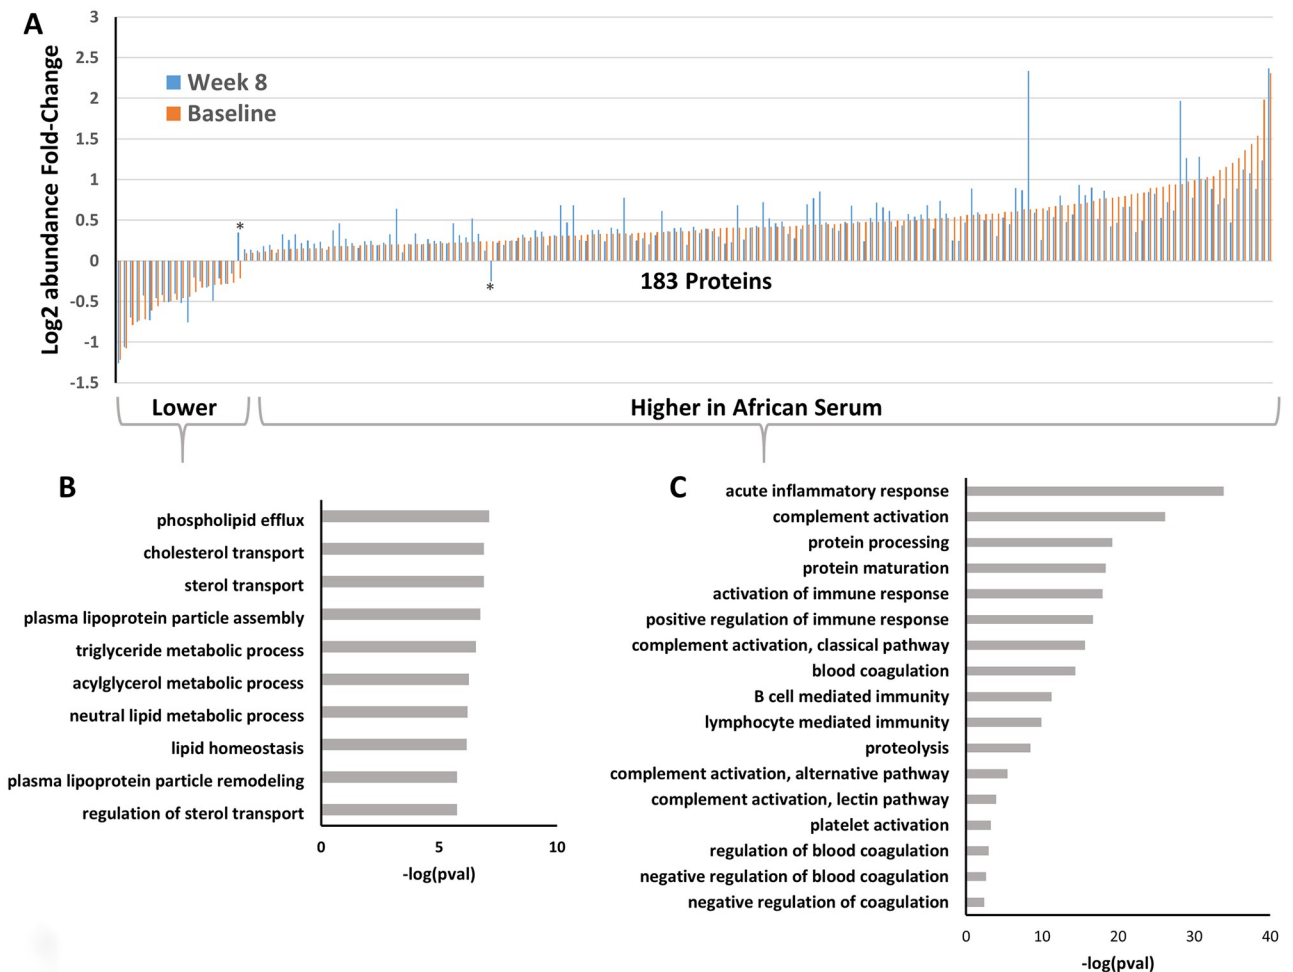 A
Log2 abundance Fold-Change
3
2.5
2
1.5
1
0.5
0
-0.5
-1
-1.5
Week 8
Baseline
*
*
183 Proteins
Lower
Higher in African Serum
B
phospholipid efflux
cholesterol transport
sterol transport
plasma lipoprotein particle assembly
triglyceride metabolic process
acylglycerol metabolic process
neutral lipid metabolic process
lipid homeostasis
plasma lipoprotein particle remodeling
regulation of sterol transport
0 5 10
-log(pval)
C
acute inflammatory response
complement activation
protein processing
protein maturation
activation of immune response
positive regulation of immune response
complement activation, classical pathway
blood coagulation
B cell mediated immunity
lymphocyte mediated immunity
proteolysis
complement activation, alternative pathway
complement activation, lectin pathway
platelet activation
regulation of blood coagulation
negative regulation of blood coagulation
negative regulation of coagulation
0 10 20 30 40
-log(pval)